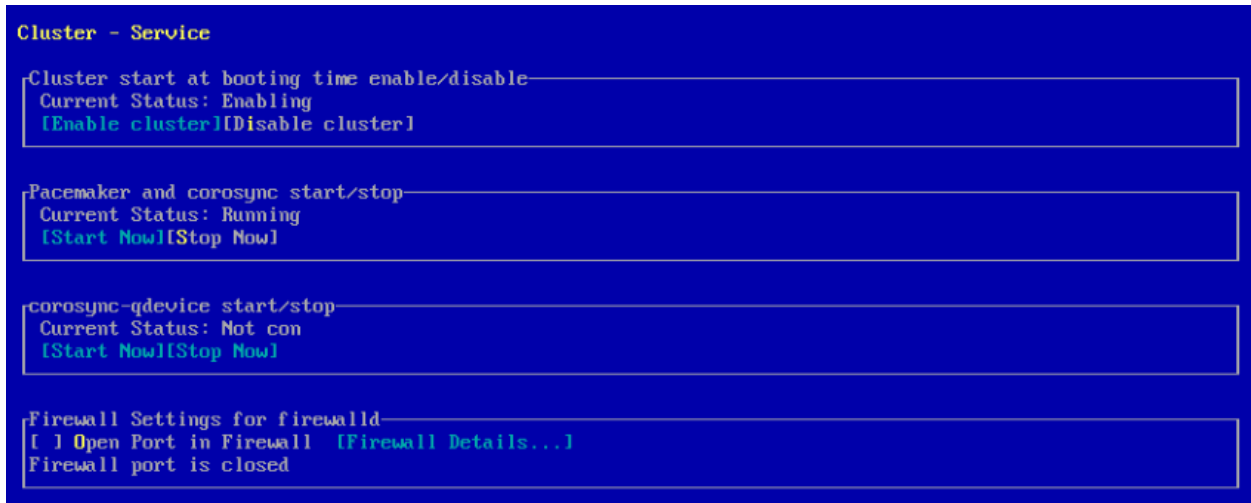 Cluster - Service
Cluster start at booting time enable/disable
Current Status: Enabling
[Enable cluster][Disable cluster]
Pacemaker and corosync start/stop
Current Status: Running
[Start Now][Stop Now]
corosync-qdevice start/stop
Current Status: Not con
[Start Now][Stop Now]
Firewall Settings for firewalld
[ ] Open Port in Firewall [Firewall Details...]
Firewall port is closed